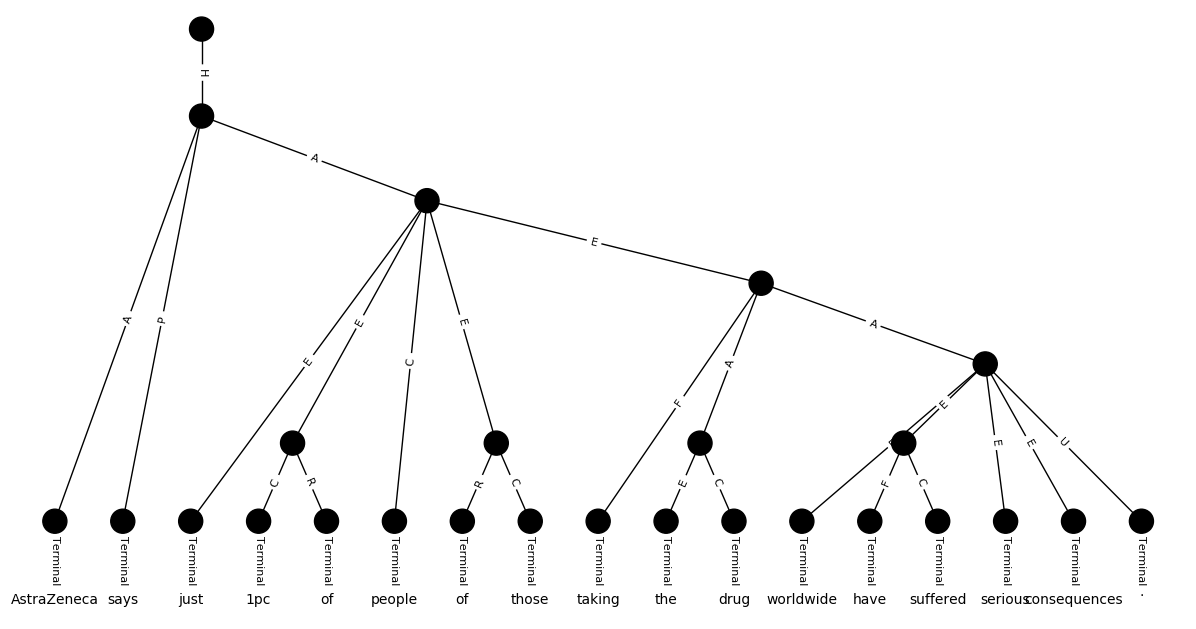 H
A
A
P
E
E
E
C
E
A
F
A
E
E
E
E
U
C
R
R
C
E
C
F
C
Terminal Terminal Terminal Terminal Terminal Terminal Terminal Terminal Terminal Terminal Terminal Terminal Terminal Terminal Terminal Terminal Terminal
AstraZeneca says just 1pc of people of those taking the drug worldwide have suffered serious consequences .